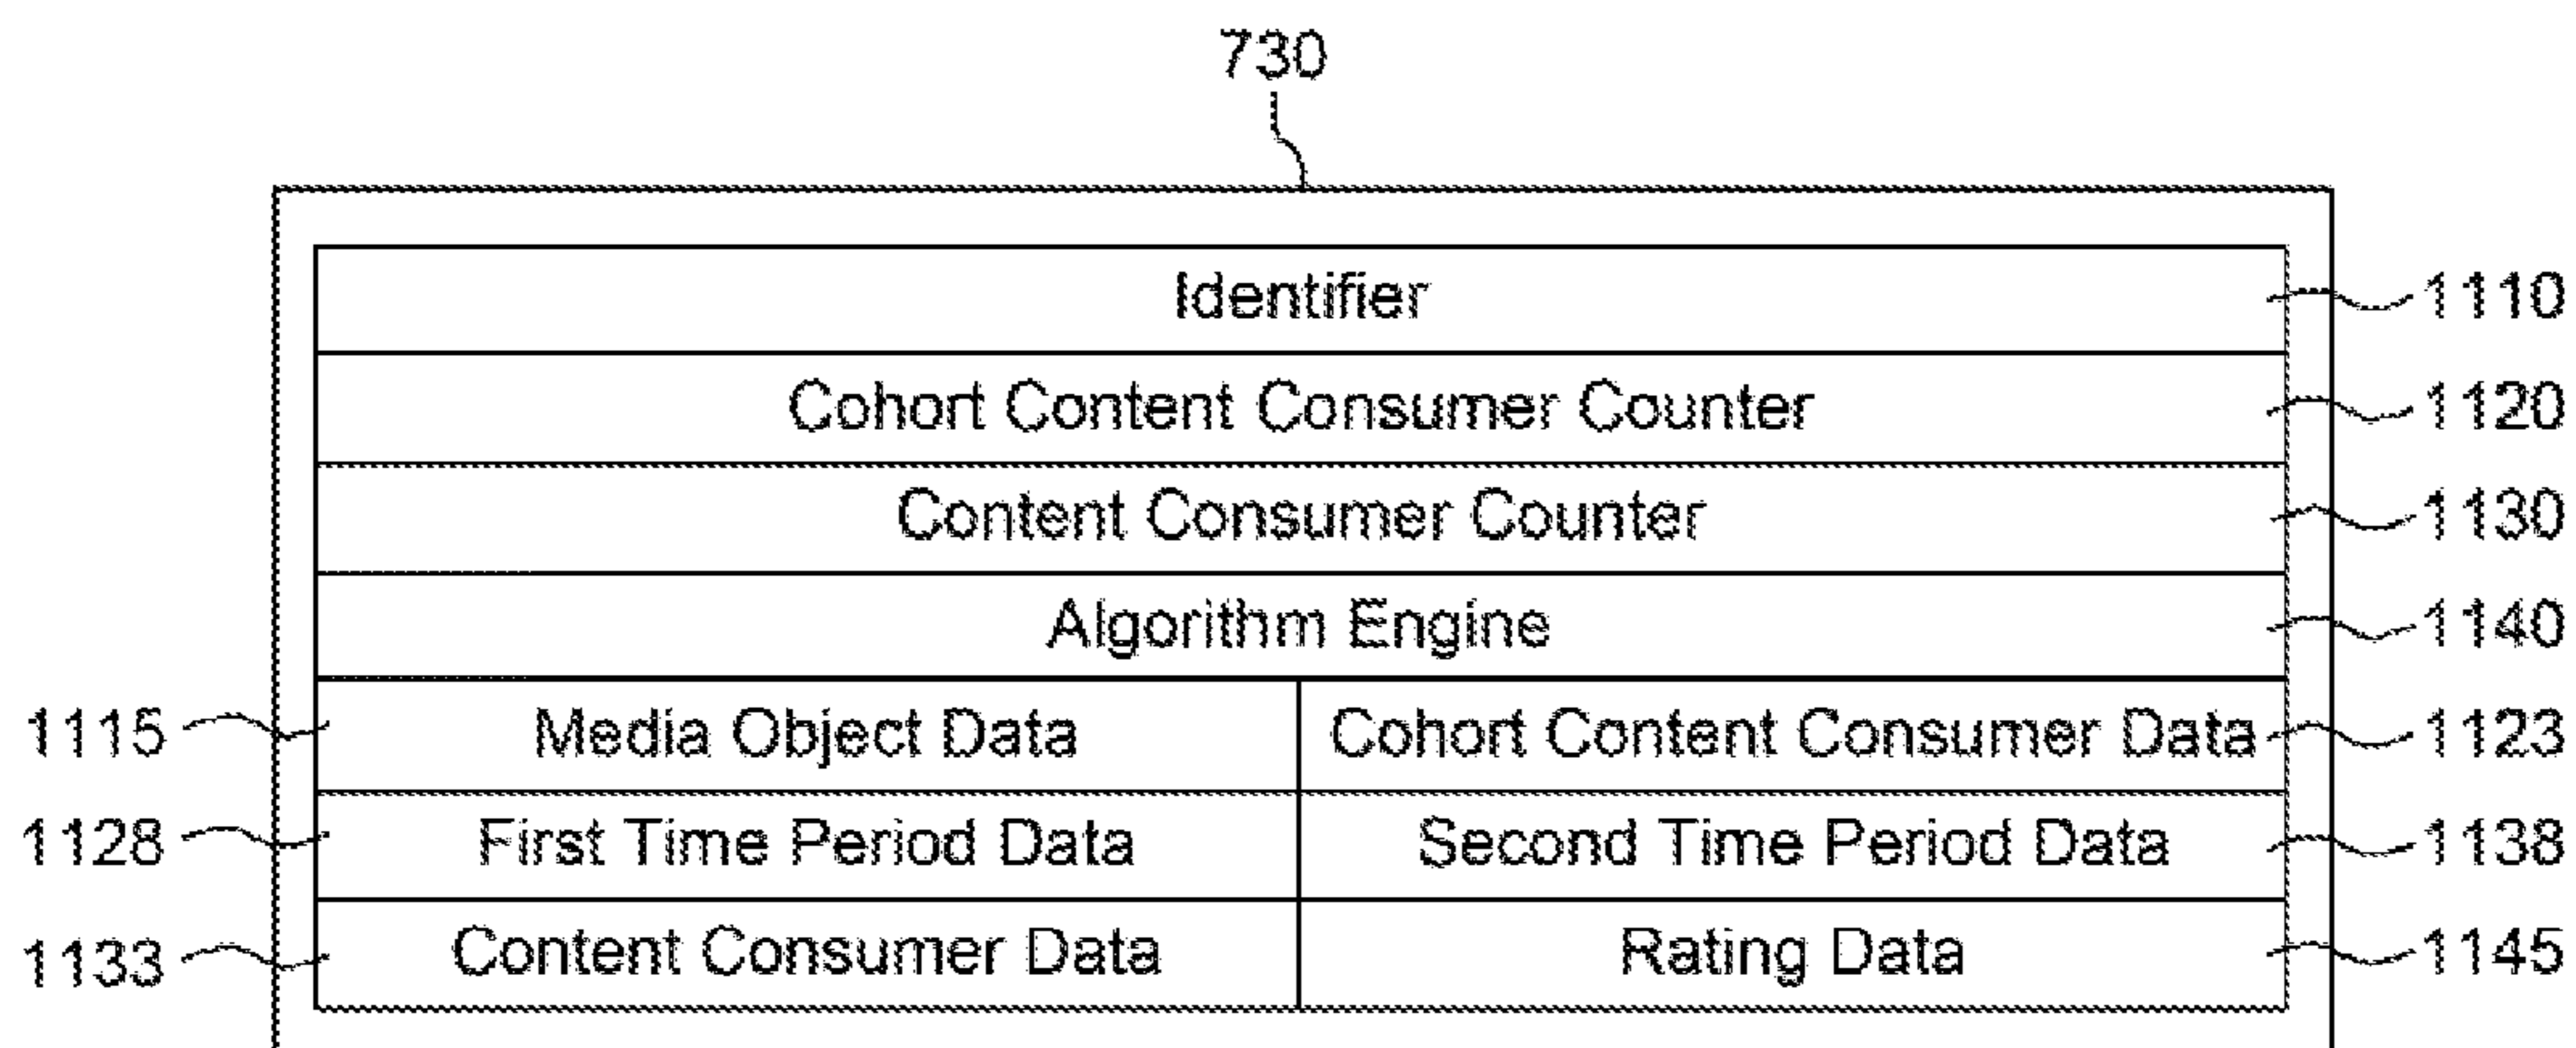 730
Identifier 1110
Cohort Content Consumer Counter 1120
Content Consumer Counter 1130
Algorithm Engine 1140
1115 Media Object Data Cohort Content Consumer Data 1123
1128 First Time Period Data Second Time Period Data 1138
1133 Content Consumer Data Rating Data 1145